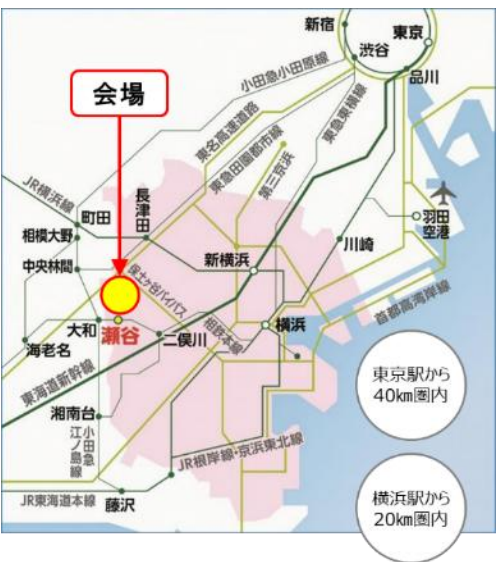 新宿
東京
渋谷
品川
小田急小田原線
会場
東名高速道路
東急田園都市線
東急東横線
第三京浜
JR横浜線
町田
長津田
相模大野
羽田
空港
川崎
中央林間
新横浜
保土ヶ谷バイパス
首都高湾岸線
大和
瀬谷
二俣川
相鉄本線
横浜
海老名
東海道新幹線
東京駅から
40km圏内
湘南台
小田急
江ノ島線
JR根岸線・京浜東北線
横浜駅から
20km圏内
JR東海道本線
藤沢